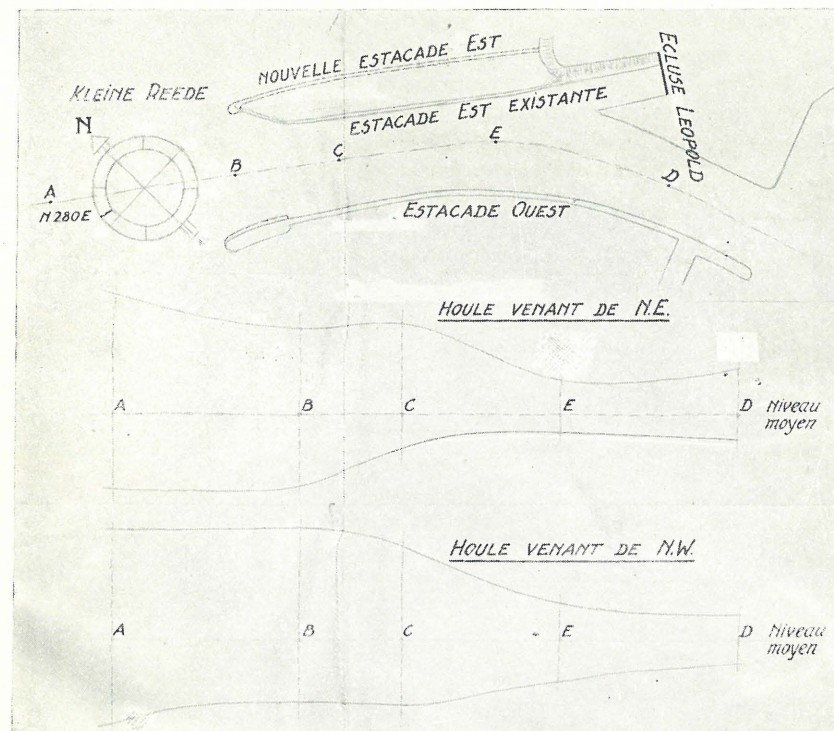 NOUVELLE ESTACADE EST
ECLUSE LEOPOLD
KLEINE REEDE
ESTACADE EST EXISTANTE
N
E
C
B
D
A
N 280 E
ESTACADE OUEST
HOULE VENANT DE N.E.
A B C E D Niveau
moyen
HOULE VENANT DE N.W.
A B C E D Niveau
moyen